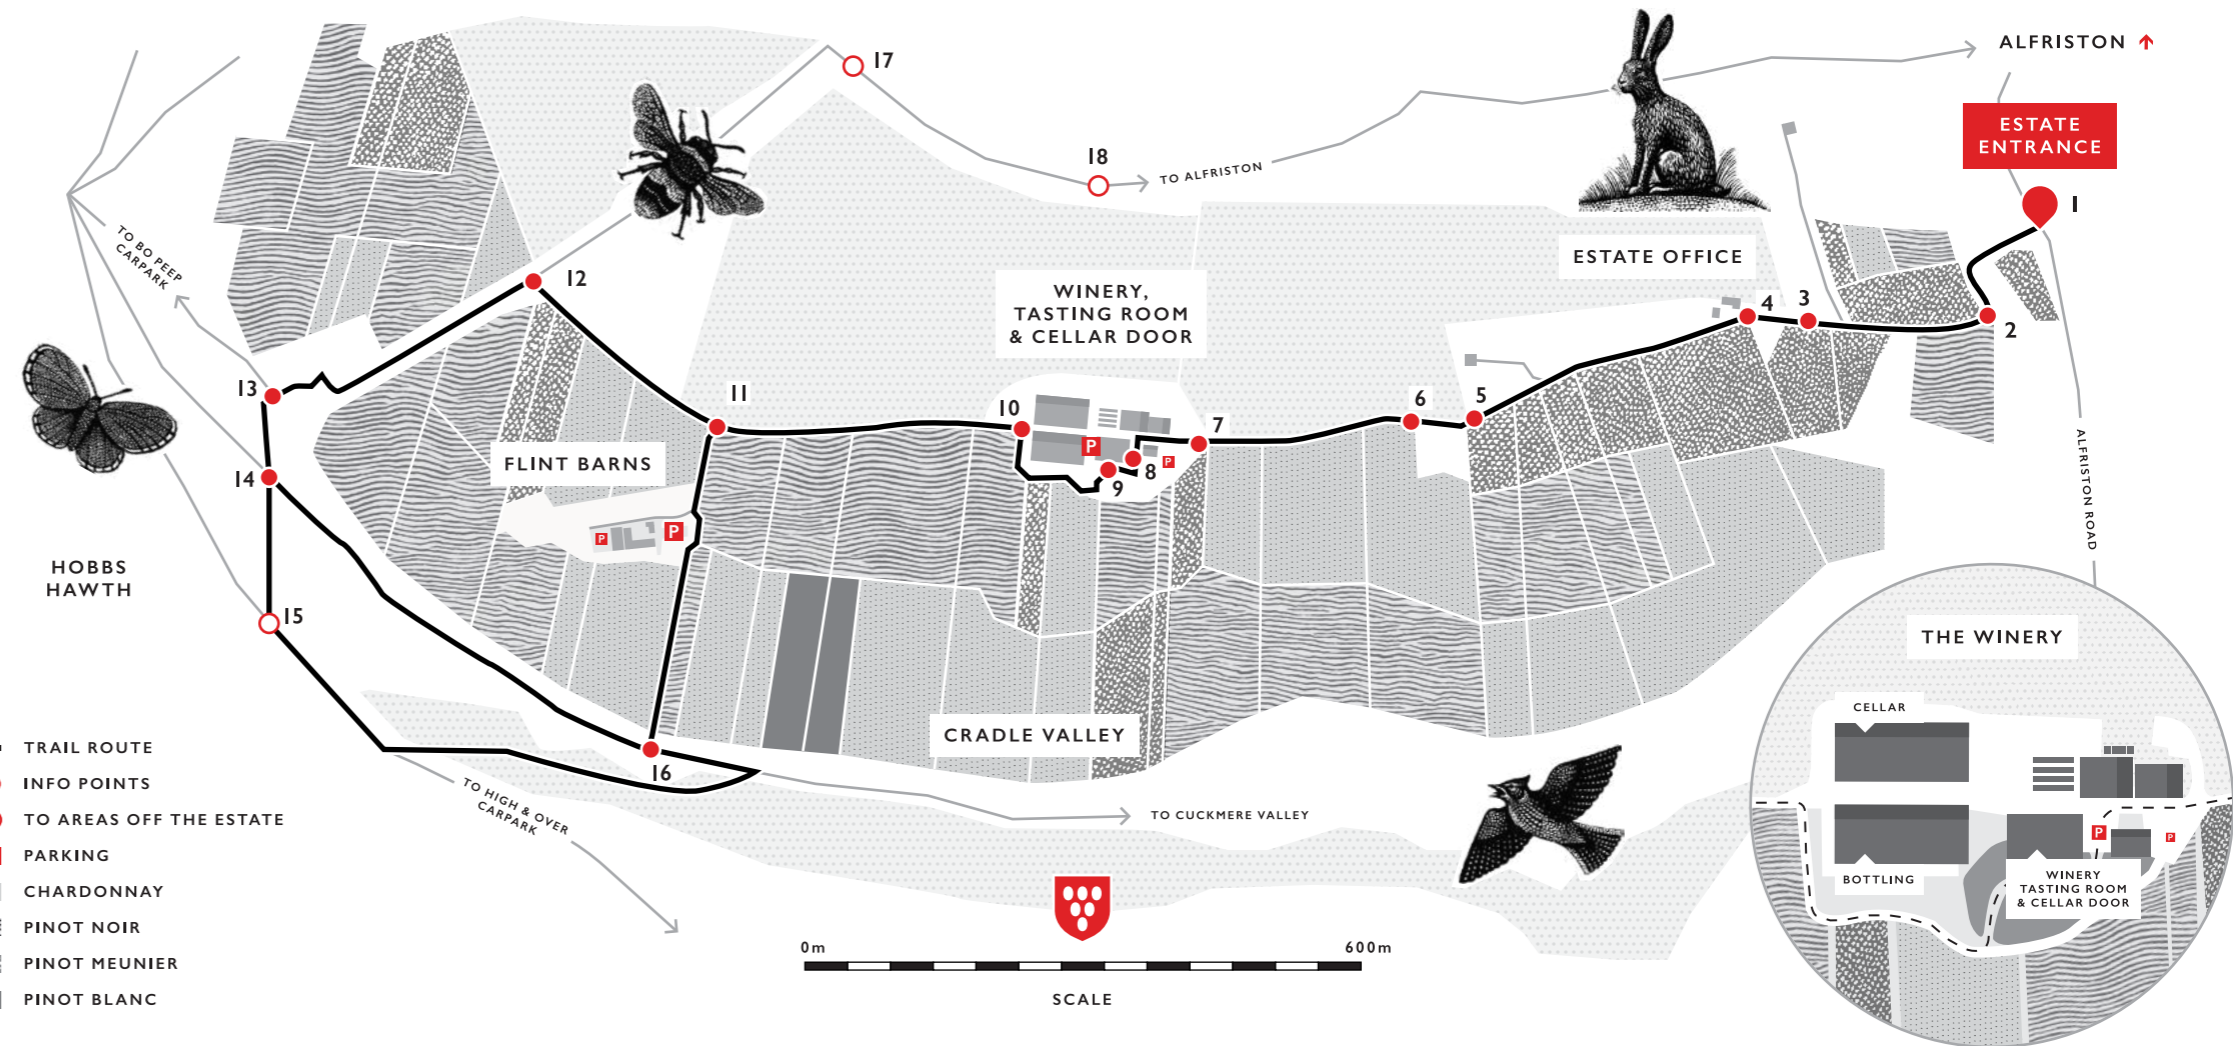 ALFRISTON
ESTATE
ENTRANCE
1
17
18
TO ALFRISTON
ESTATE OFFICE
WINERY,
TASTING ROOM
& CELLAR DOOR
TO BO PEEP
CARPARK
12
4
3
2
13
11
10
7
6
5
P
P
8
9
FLINT BARNS
P
P
14
HOBBS
HAWTH
15
ALFRISTON ROAD
CRADLE VALLEY
16
TO HIGH & OVER
CARPARK
TO CUCKMERE VALLEY
TRAIL ROUTE
INFO POINTS
TO AREAS OFF THE ESTATE
PARKING
CHARDONNAY
PINOT NOIR
PINOT MEUNIER
PINOT BLANC
0m
600m
SCALE
THE WINERY
CELLAR
P
P
BOTTLING
WINERY
TASTING ROOM
& CELLAR DOOR